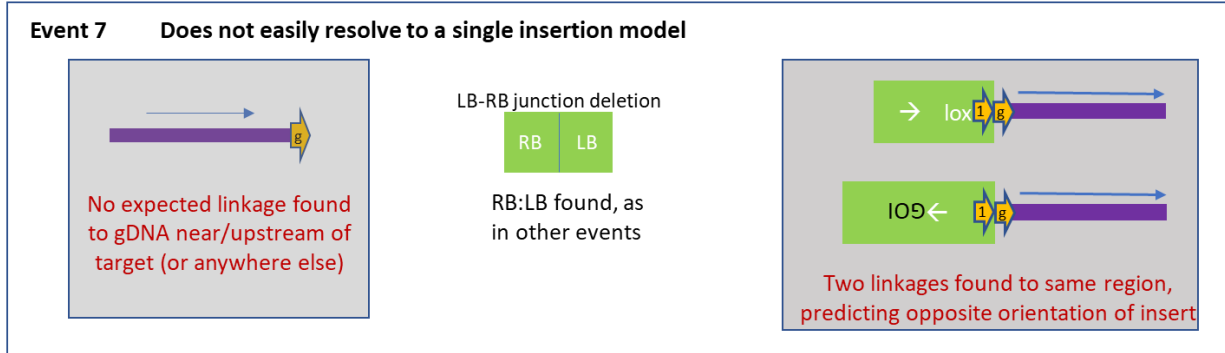 Event 7 Does not easily resolve to a single insertion model
g
No expected linkage found
to gDNA near/upstream of
target (or anywhere else)
LB-RB junction deletion
RB LB
RB:LB found, as
in other events
→ lox 1 g
GOI ← 1 g
Two linkages found to same region,
predicting opposite orientation of insert